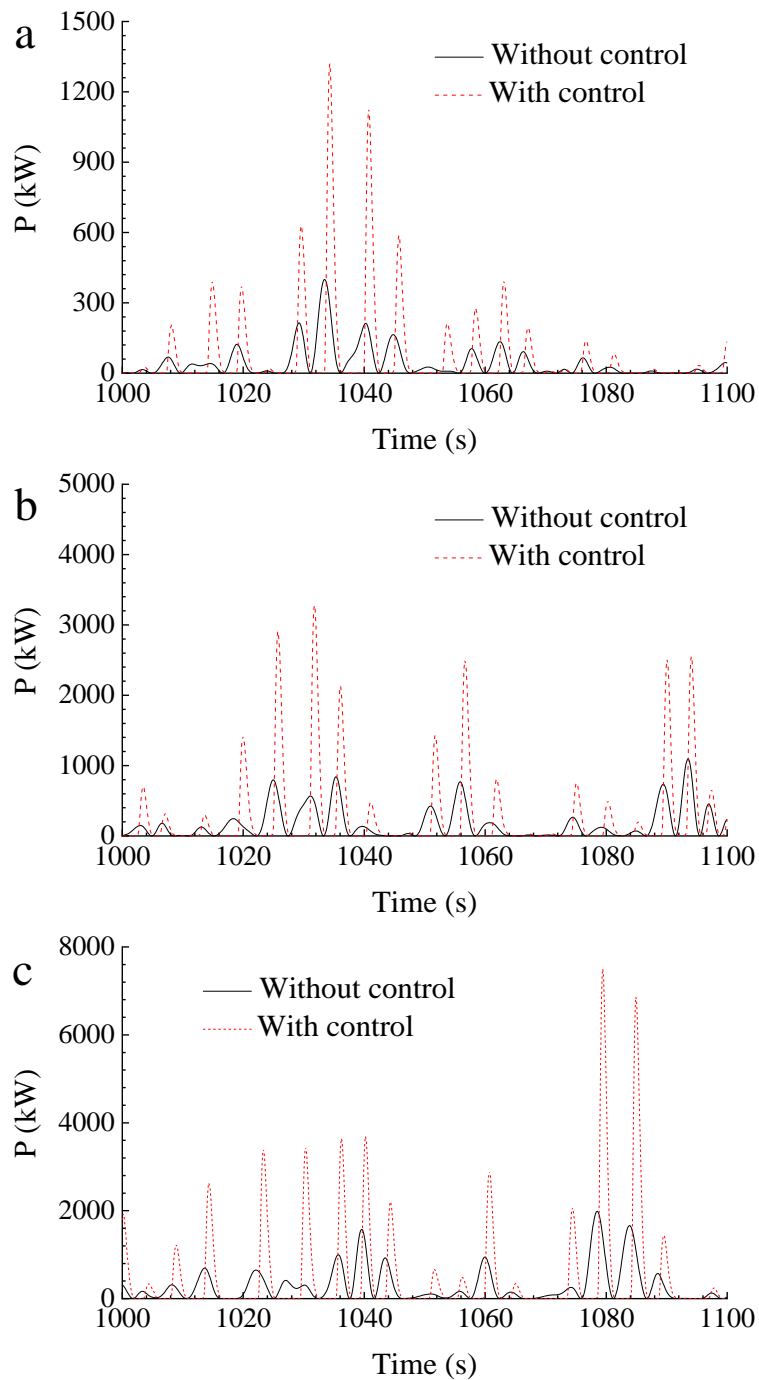 a
1500
1200
900
600
300
0
P (kW)
Without control
With control
1000 1020 1040 1060 1080 1100
Time (s)
b
5000
4000
3000
2000
1000
0
P (kW)
Without control
With control
1000 1020 1040 1060 1080 1100
Time (s)
c
8000
6000
4000
2000
0
P (kW)
Without control
With control
1000 1020 1040 1060 1080 1100
Time (s)